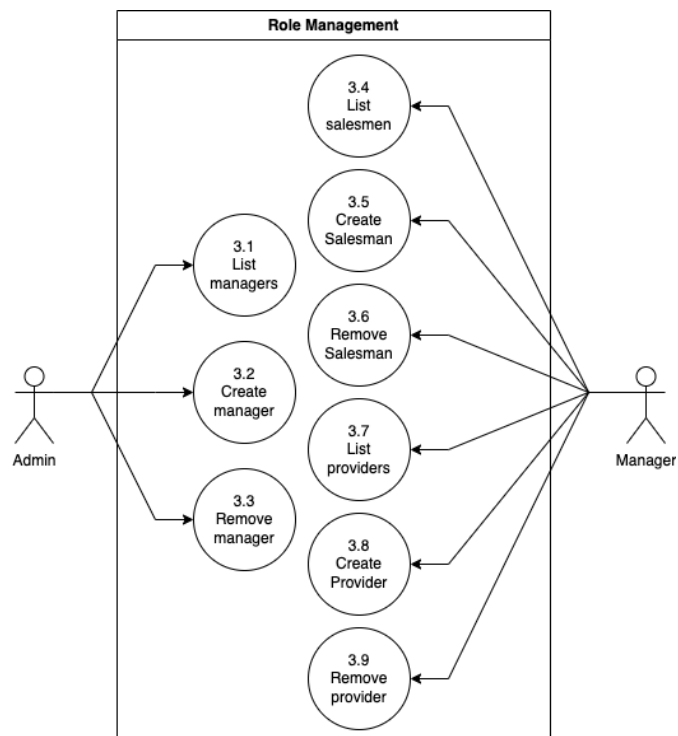 Role Management
3.4
List
salesmen
3.5
Create
Salesman
3.1
List
managers
3.6
Remove
Salesman
3.2
Create
manager
3.7
List
providers
Admin
Manager
3.3
Remove
manager
3.8
Create
Provider
3.9
Remove
provider